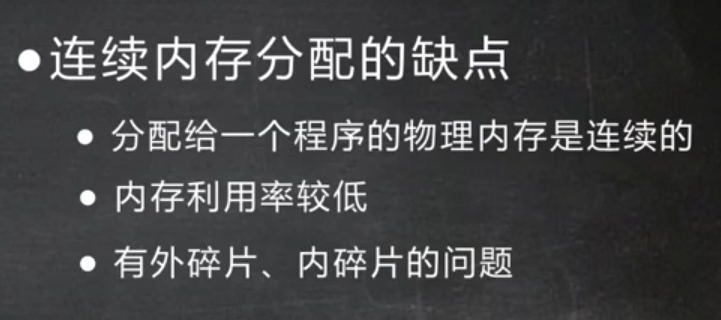 ●连续内存分配的缺点
●分配给一个程序的物理内存是连续的
●内存利用率较低
●有外碎片、内碎片的问题